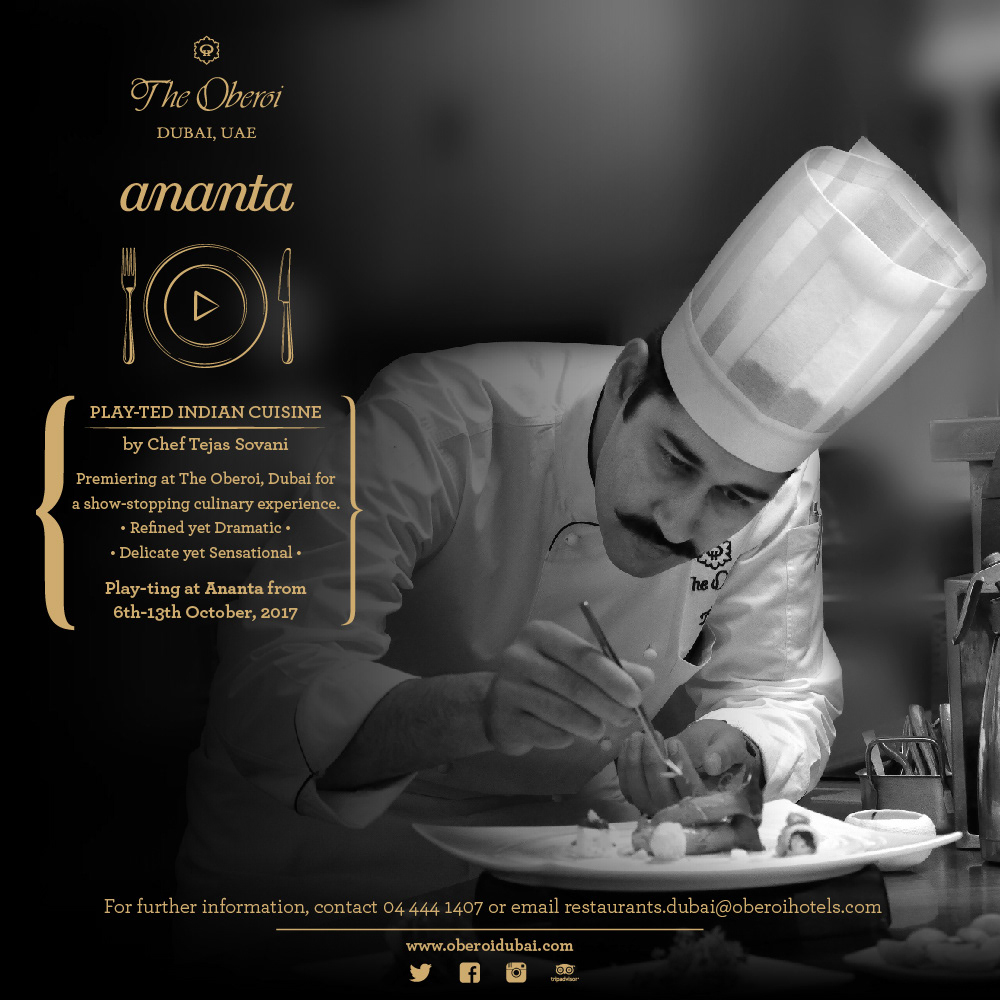 The Oberoi
DUBAI, UAE
ananta
PLAY-TED INDIAN CUISINE
by Chef Tejas Sovani
Premiering at The Oberoi, Dubai for
a show-stopping culinary experience.
• Refined yet Dramatic •
• Delicate yet Sensational •
Play-ting at Ananta from
6th-13th October, 2017
he O
For further information, contact 04 444 1407 or email restaurants.dubai@oberoihotels.com
www.oberoidubai.com
tripadvisor